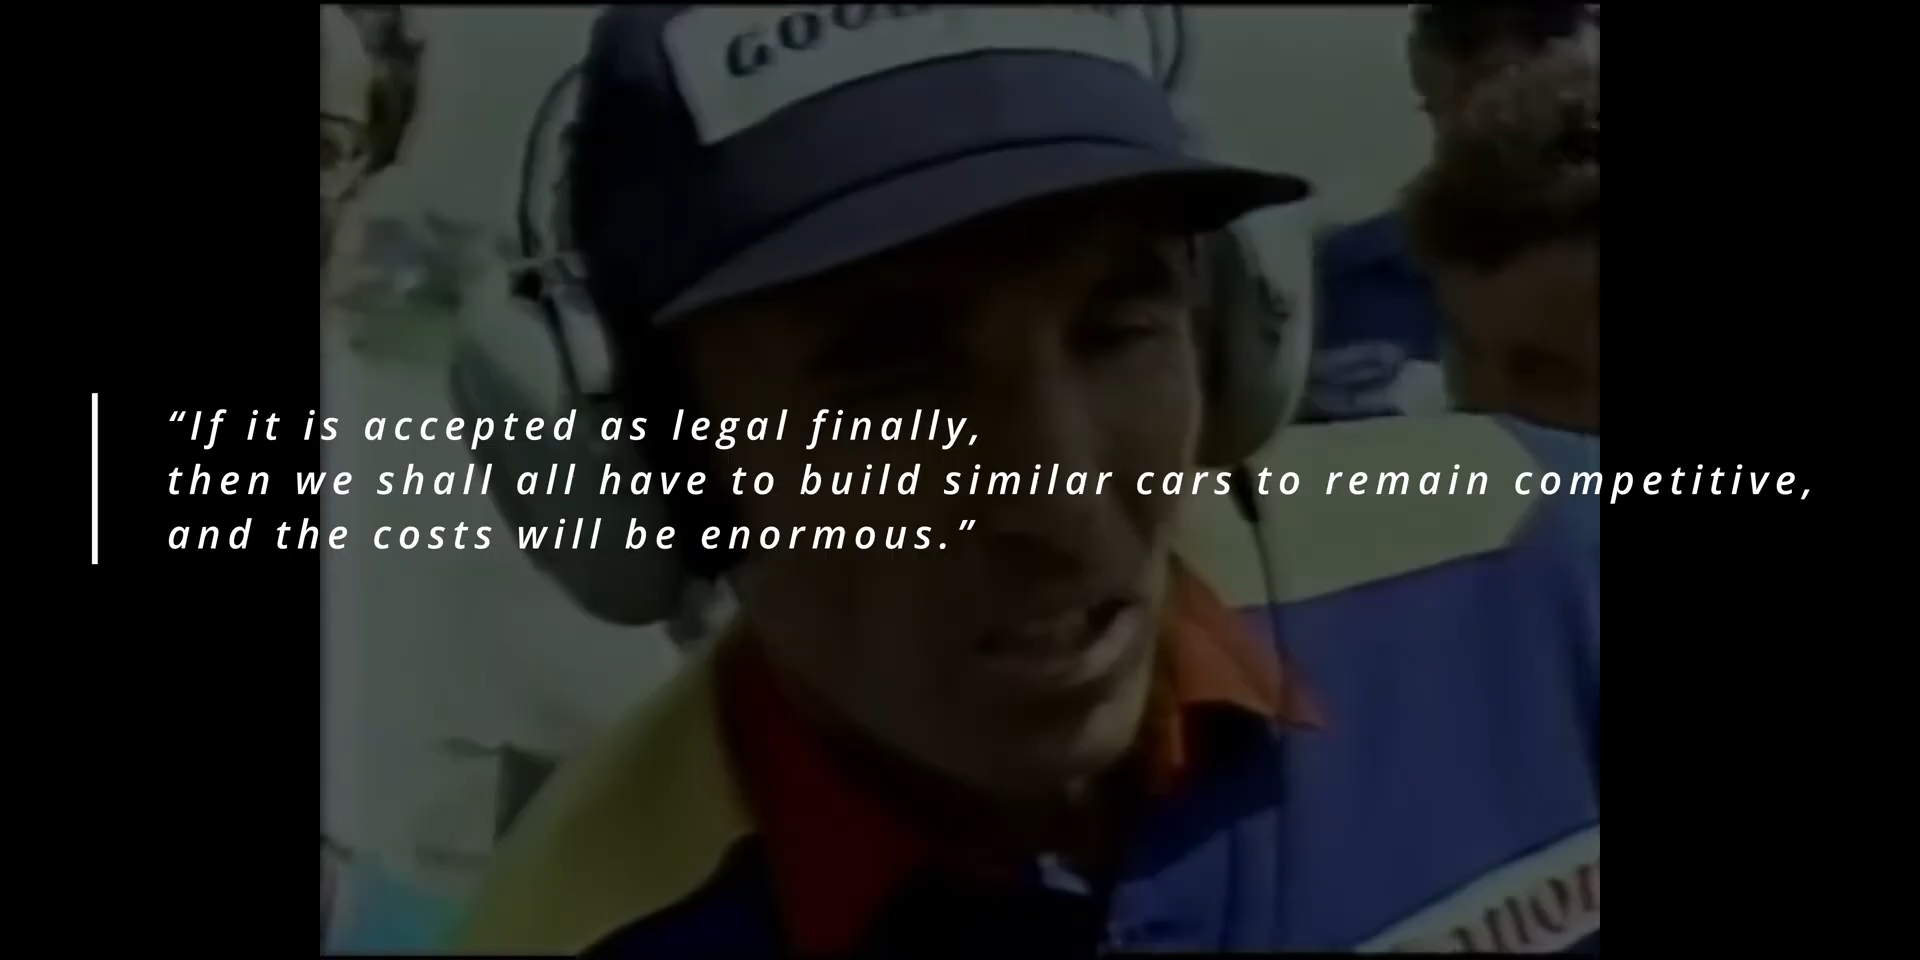 “If it is accepted as legal finally,
then we shall all have to build similar cars to remain competitive,
and the costs will be enormous.”